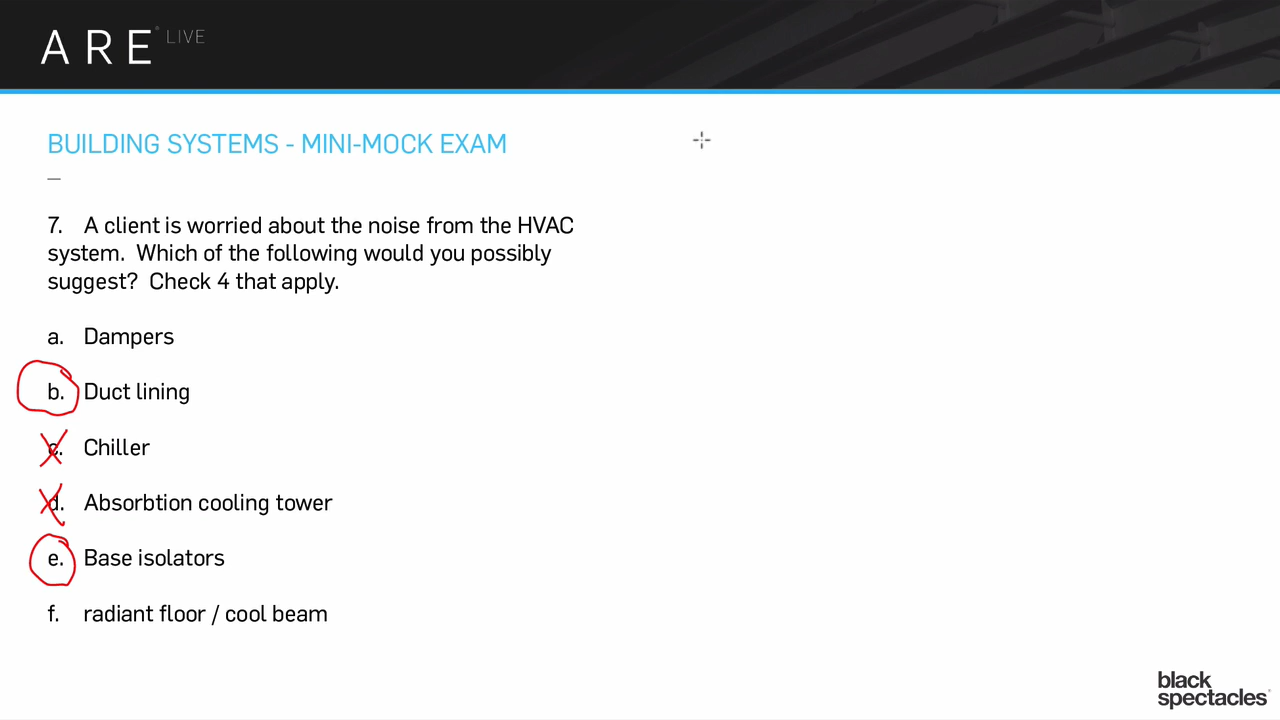 ARE® LIVE
BUILDING SYSTEMS - MINI-MOCK EXAM
7. A client is worried about the noise from the HVAC
system. Which of the following would you possibly
suggest? Check 4 that apply.
a. Dampers
b. Duct lining
c. Chiller
d. Absorbtion cooling tower
e. Base isolators
f. radiant floor / cool beam
black
spectacles®